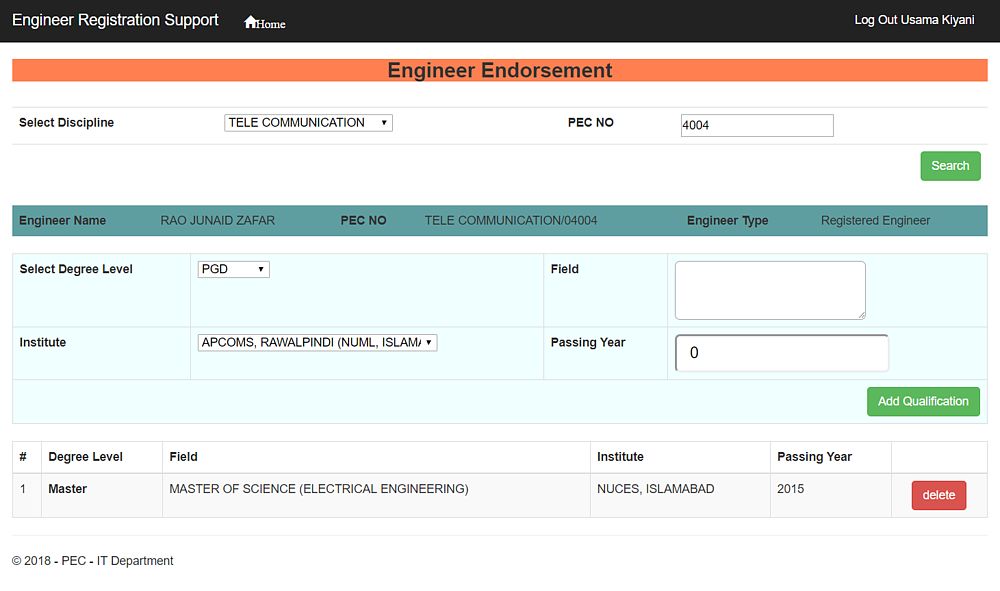 Engineer Registration Support Home Log Out Usama Kiyani
Engineer Endorsement
Select Discipline TELE COMMUNICATION PEC NO 4004
Search
Engineer Name RAO JUNAID ZAFAR PEC NO TELE COMMUNICATION/04004 Engineer Type Registered Engineer
Select Degree Level PGD Field
Institute APCOMS, RAWALPINDI (NUML, Passing Year 0
Add Qualification
# Degree Level Field Institute Passing Year
1 Master MASTER OF SCIENCE (ELECTRICAL ENGINEERING) NUCES, ISLAMABAD 2015 delete
© 2018 - PEC - IT Department